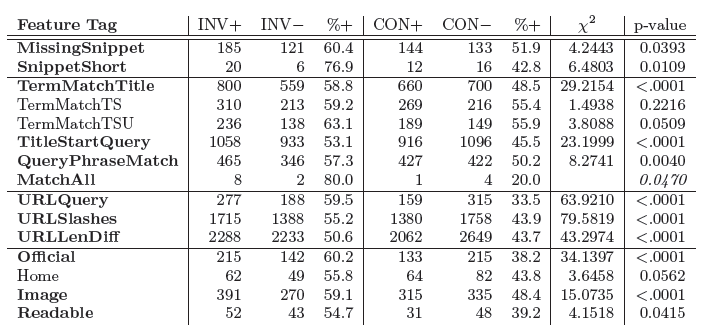 Feature Tag INV+ INV− %+ CON+ CON− %+ χ² p-value
MissingSnippet 185 121 60.4 144 133 51.9 4.2443 0.0393
SnippetShort 20 6 76.9 12 16 42.8 6.4803 0.0109
TermMatchTitle 800 559 58.8 660 700 48.5 29.2154 <.0001
TermMatchTS 310 213 59.2 269 216 55.4 1.4938 0.2216
TermMatchTSU 236 138 63.1 189 149 55.9 3.8088 0.0509
TitleStartQuery 1058 933 53.1 916 1096 45.5 23.1999 <.0001
QueryPhraseMatch 465 346 57.3 427 422 50.2 8.2741 0.0040
MatchAll 8 2 80.0 1 4 20.0 0.0470
URLQuery 277 188 59.5 159 315 33.5 63.9210 <.0001
URLSlashes 1715 1388 55.2 1380 1758 43.9 79.5819 <.0001
URLLenDiff 2288 2233 50.6 2062 2649 43.7 43.2974 <.0001
Official 215 142 60.2 133 215 38.2 34.1397 <.0001
Home 62 49 55.8 64 82 43.8 3.6458 0.0562
Image 391 270 59.1 315 335 48.4 15.0735 <.0001
Readable 52 43 54.7 31 48 39.2 4.1518 0.0415